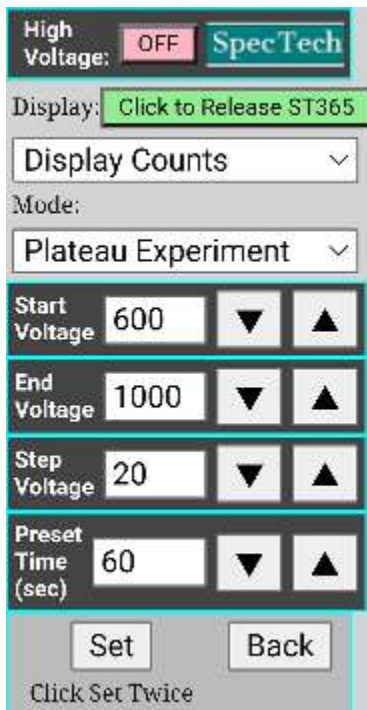 High
Voltage: OFF SpecTech
Display: Click to Release ST365
Display Counts
Mode:
Plateau Experiment
Start
Voltage 600 ▼ ▲
End
Voltage 1000 ▼ ▲
Step
Voltage 20 ▼ ▲
Preset
Time 60 ▼ ▲
(sec)
Set Back
Click Set Twice